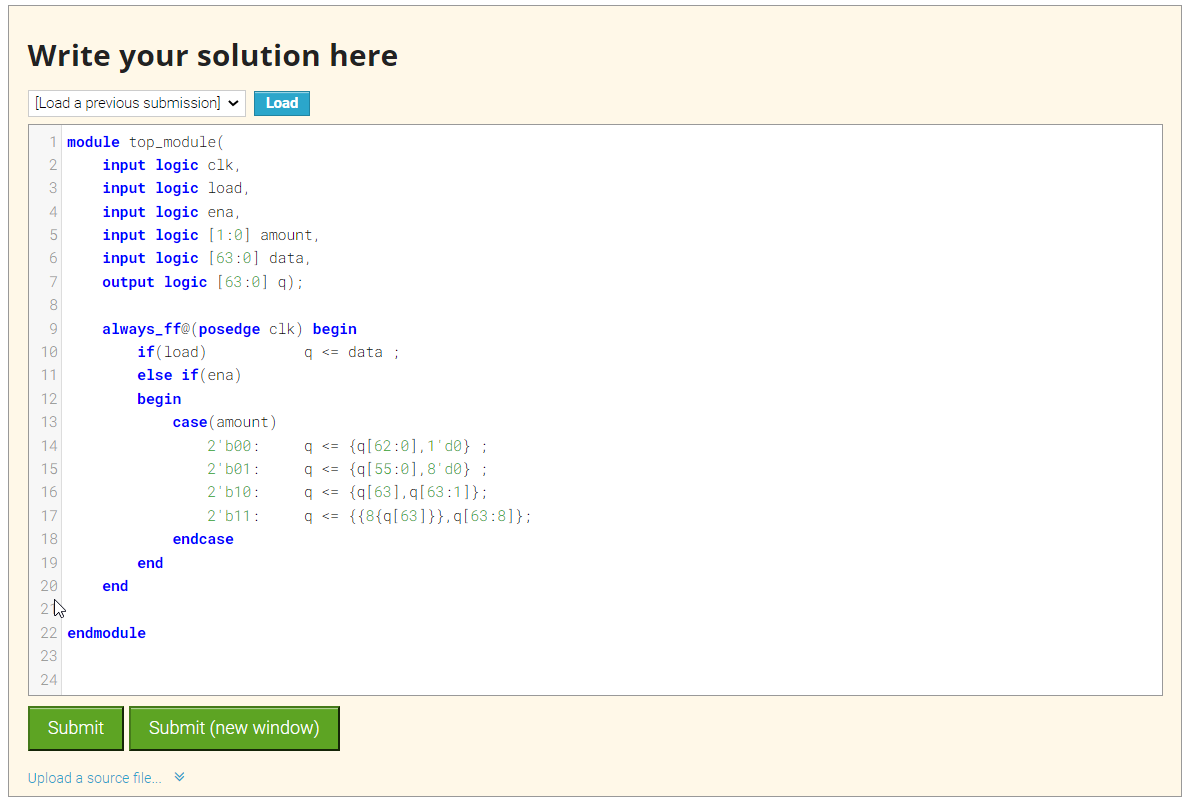 Write your solution here
[Load a previous submission] Load
1 module top_module(
2 input logic clk,
3 input logic load,
4 input logic ena,
5 input logic [1:0] amount,
6 input logic [63:0] data,
7 output logic [63:0] q);
8
9 always_ff@(posedge clk) begin
10 if(load) q <= data ;
11 else if(ena)
12 begin
13 case(amount)
14 2'b00: q <= {q[62:0],1'd0} ;
15 2'b01: q <= {q[55:0],8'd0} ;
16 2'b10: q <= {q[63],q[63:1]};
17 2'b11: q <= {{8{q[63]}},q[63:8]};
18 endcase
19 end
20 end
21
22 endmodule
23
24
Submit Submit (new window)
Upload a source file...